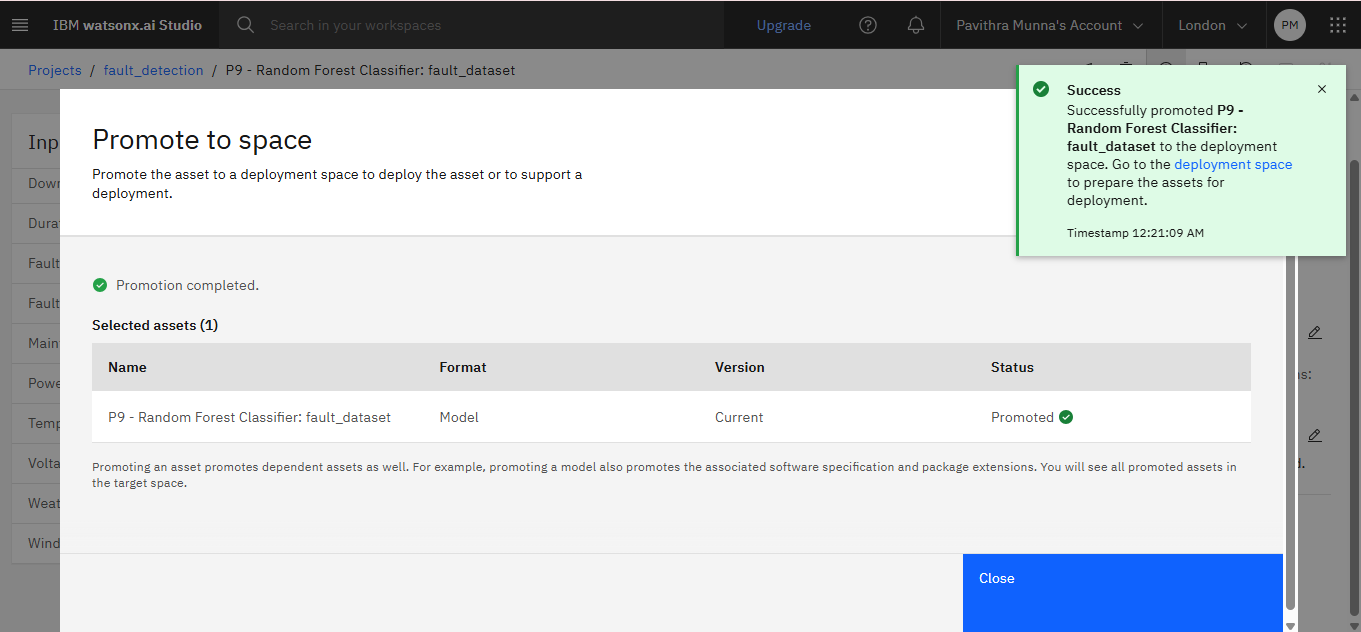 IBM watsonx.ai Studio
Search in your workspaces
Upgrade
Pavithra Munna's Account
London
PM
Projects / fault_detection / P9 - Random Forest Classifier: fault_dataset
Success
Successfully promoted P9 -
Random Forest Classifier:
fault_dataset to the deployment
space. Go to the deployment space
to prepare the assets for
deployment.
Timestamp 12:21:09 AM
Promote to space
Promote the asset to a deployment space to deploy the asset or to support a
deployment.
Promotion completed.
Selected assets (1)
Name Format Version Status
P9 - Random Forest Classifier: fault_dataset Model Current Promoted
Promoting an asset promotes dependent assets as well. For example, promoting a model also promotes the associated software specification and package extensions. You will see all promoted assets in
the target space.
Close
Inp
Dow
Dura
Fault
Fault
Main
Powe
Temp
Volta
Weat
Wind